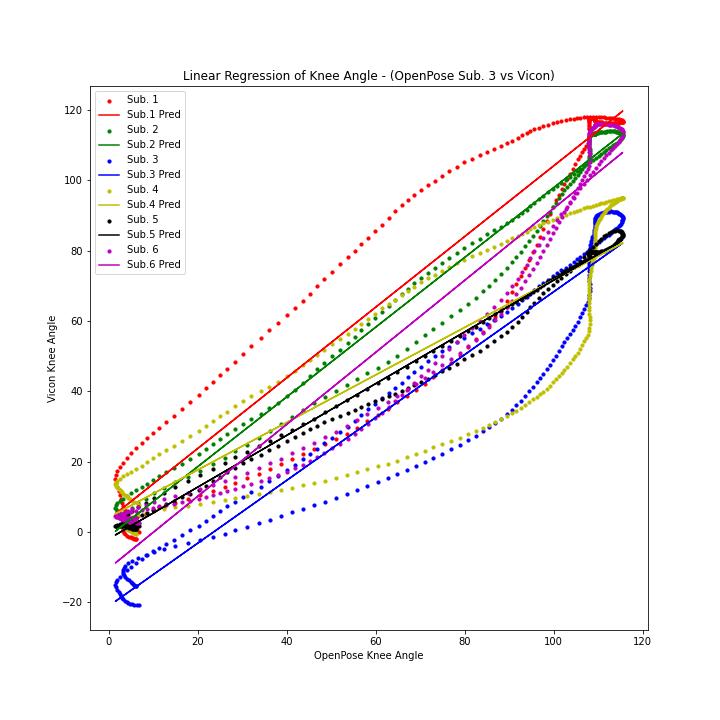 Linear Regression of Knee Angle - (OpenPose Sub. 3 vs Vicon)
Sub. 1
Sub.1 Pred
Sub. 2
Sub.2 Pred
Sub. 3
Sub.3 Pred
Sub. 4
Sub.4 Pred
Sub. 5
Sub.5 Pred
Sub. 6
Sub.6 Pred
Vicon Knee Angle
120
100
80
60
40
20
0
−20
0 20 40 60 80 100 120
OpenPose Knee Angle